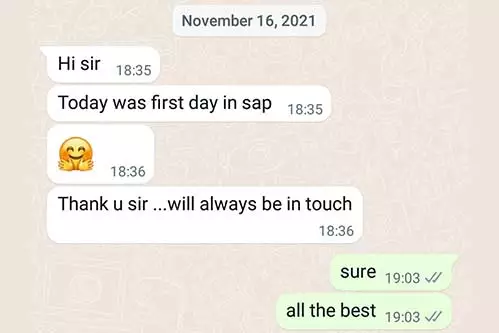 November 16, 2021
Hi sir 18:35
Today was first day in sap 18:35
🤗
18:36
Thank u sir ...will always be in touch
18:36
sure 19:03
all the best 19:03